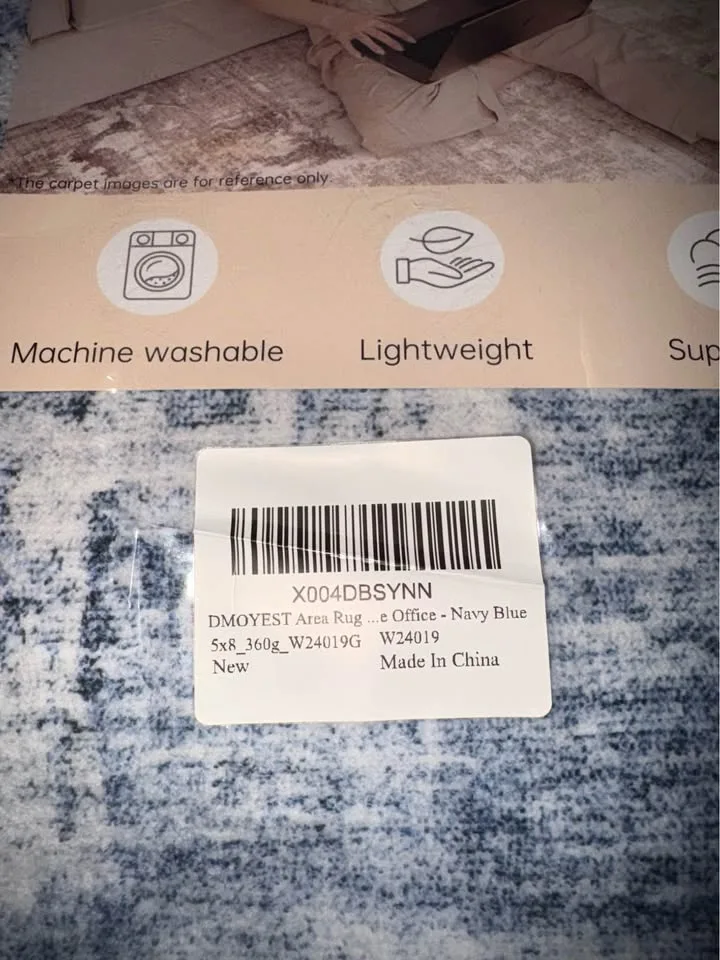 *The carpet images are for reference only.
Machine washable
Lightweight
Sup
X004DBSYNN
DMOYEST Area Rug ...e Office - Navy Blue
5x8_360g_W24019G W24019
New Made In China